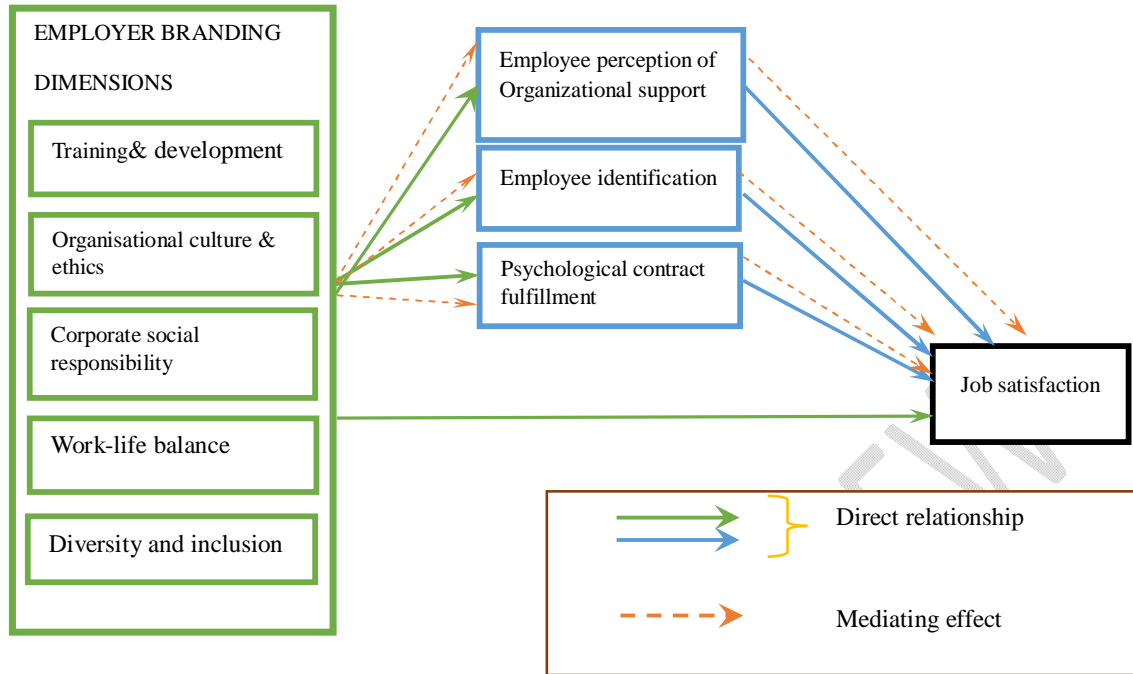 EMPLOYER BRANDING
DIMENSIONS
Training& development
Organisational culture &
ethics
Corporate social
responsibility
Work-life balance
Diversity and inclusion
Employee perception of
Organizational support
Employee identification
Psychological contract
fulfillment
Job satisfaction
Direct relationship
Mediating effect